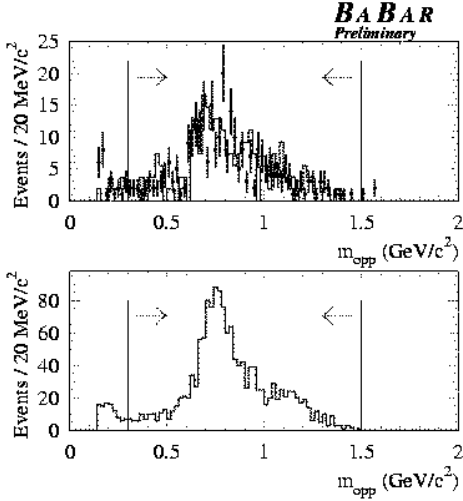 BABAR
Preliminary
Events / 20 MeV/c²
25
20
15
10
5
0
0 0.5 1 1.5 2
m_opp (GeV/c²)
Events / 20 MeV/c²
80
60
40
20
0
0 0.5 1 1.5 2
m_opp (GeV/c²)